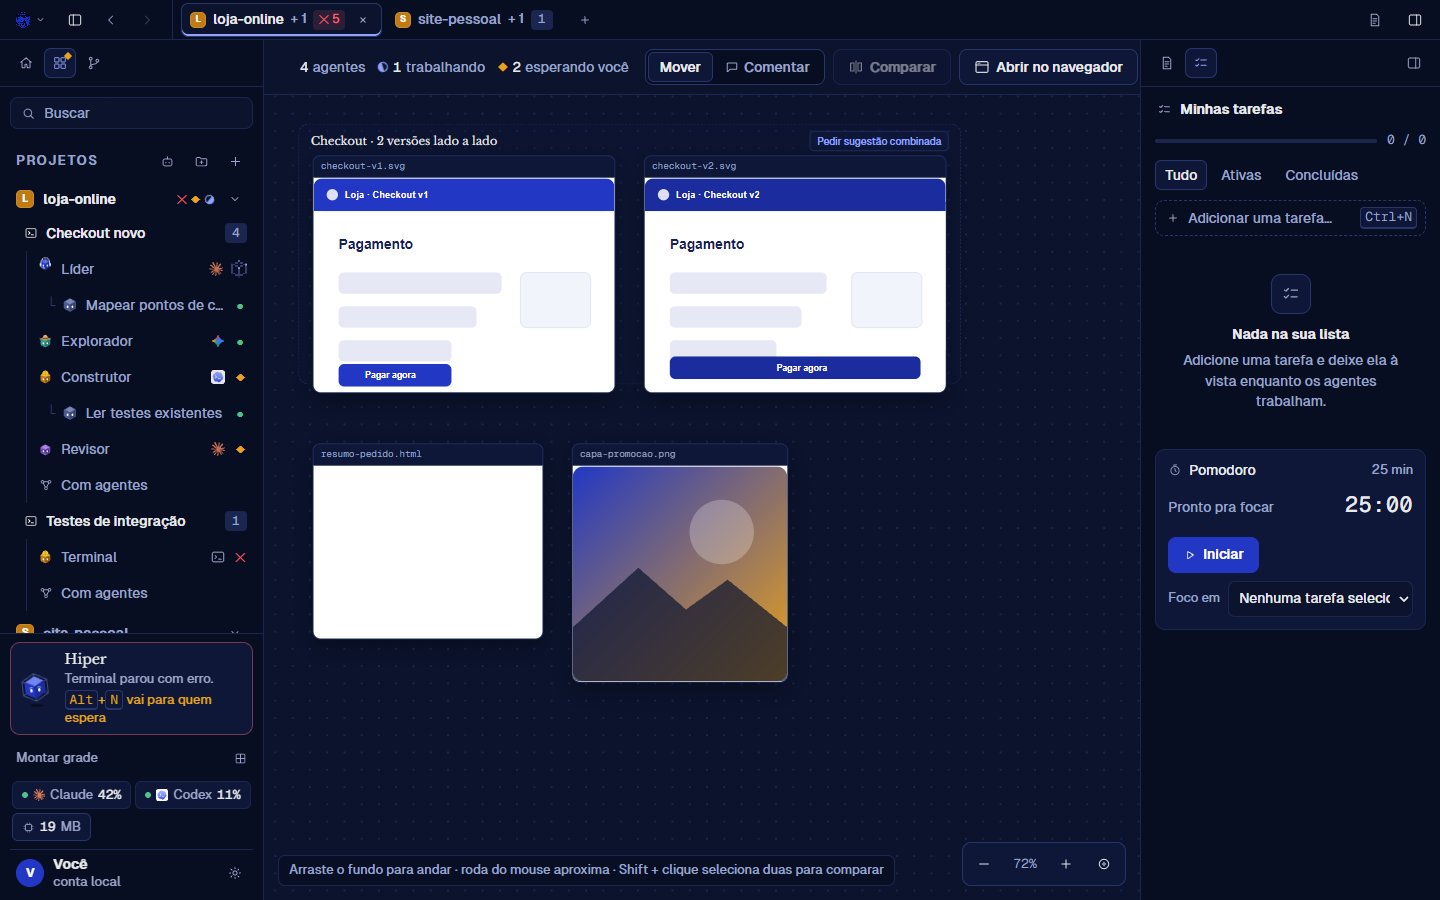 L loja-online +1 5 ×
S site-pessoal +1 1 +
4 agentes 1 trabalhando 2 esperando você
Mover Comentar
Comparar
Abrir no navegador
Buscar
PROJETOS
L loja-online
Checkout novo 4
Líder
Mapear pontos de c...
Explorador
Construtor
Ler testes existentes
Revisor
Com agentes
Testes de integração 1
Terminal
Com agentes
S site-pessoal
Hiper
Terminal parou com erro.
Alt+N vai para quem
espera
Montar grade
Claude 42% Codex 11%
19 MB
V Você
conta local
Checkout · 2 versões lado a lado
Pedir sugestão combinada
checkout-v1.svg
Loja · Checkout v1
Pagamento
Pagar agora
checkout-v2.svg
Loja · Checkout v2
Pagamento
Pagar agora
resumo-pedido.html
capa-promocao.png
Arraste o fundo para andar · roda do mouse aproxima · Shift + clique seleciona duas para comparar
− 72% +
Minhas tarefas
0 / 0
Tudo Ativas Concluídas
+ Adicionar uma tarefa... Ctrl+N
Nada na sua lista
Adicione uma tarefa e deixe ela à
vista enquanto os agentes
trabalham.
Pomodoro 25 min
Pronto pra focar 25:00
Iniciar
Foco em Nenhuma tarefa selecic